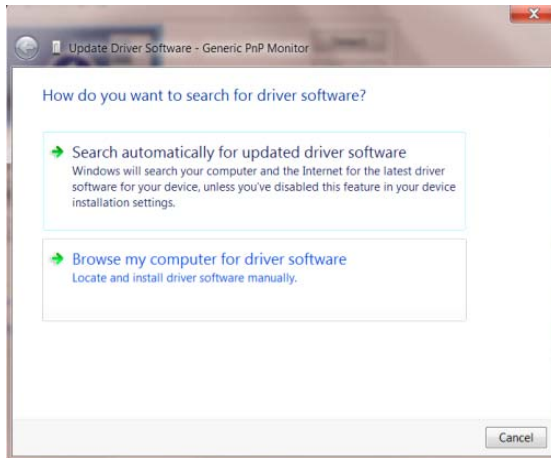 Update Driver Software - Generic PnP Monitor
How do you want to search for driver software?
Search automatically for updated driver software
Windows will search your computer and the Internet for the latest driver
software for your device, unless you've disabled this feature in your device
installation settings.
Browse my computer for driver software
Locate and install driver software manually.
Cancel